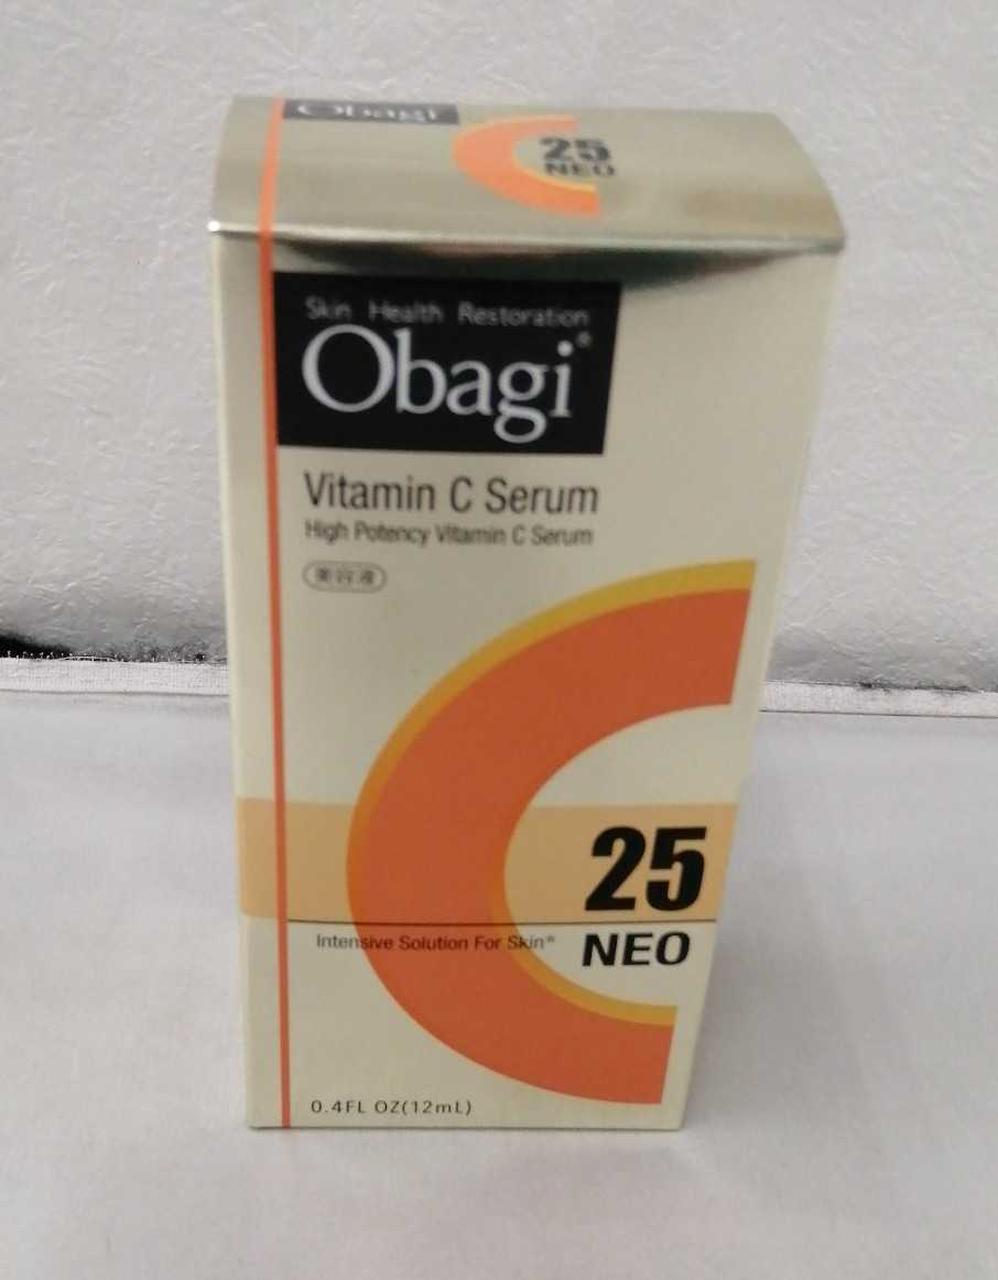 Obagi
25
NEO
Skin Health Restoration
Obagi®
Vitamin C Serum
High Potency Vitamin C Serum
美容液
25
Intensive Solution For Skin®
NEO
0.4FL OZ(12mL)